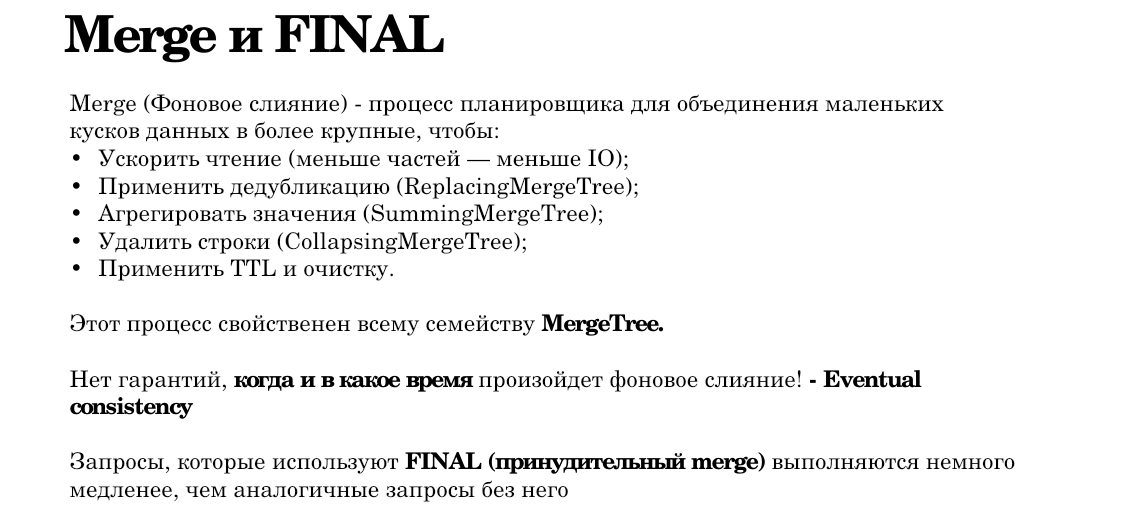 Merge и FINAL
Merge (Фоновое слияние) - процесс планировщика для объединения маленьких
кусков данных в более крупные, чтобы:
• Ускорить чтение (меньше частей — меньше IO);
• Применить дедубликацию (ReplacingMergeTree);
• Агрегировать значения (SummingMergeTree);
• Удалить строки (CollapsingMergeTree);
• Применить TTL и очистку.
Этот процесс свойственен всему семейству MergeTree.
Нет гарантий, когда и в какое время произойдет фоновое слияние! - Eventual
consistency
Запросы, которые используют FINAL (принудительный merge) выполняются немного
медленее, чем аналогичные запросы без него